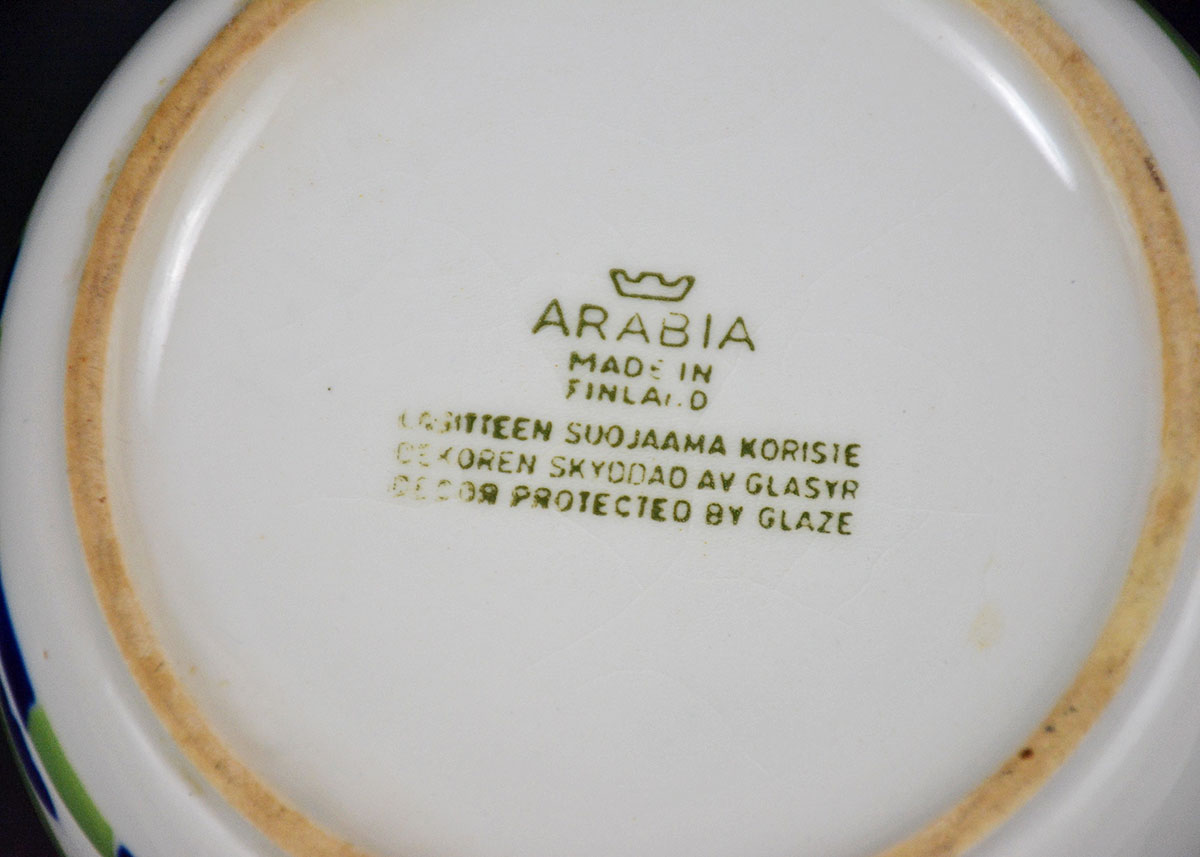 ARABIA
MADE IN
FINLAND
LASITTEEN SUOJAAMA KORISTE
DEKOREN SKYDDAD AV GLASYR
DECOR PROTECTED BY GLAZE